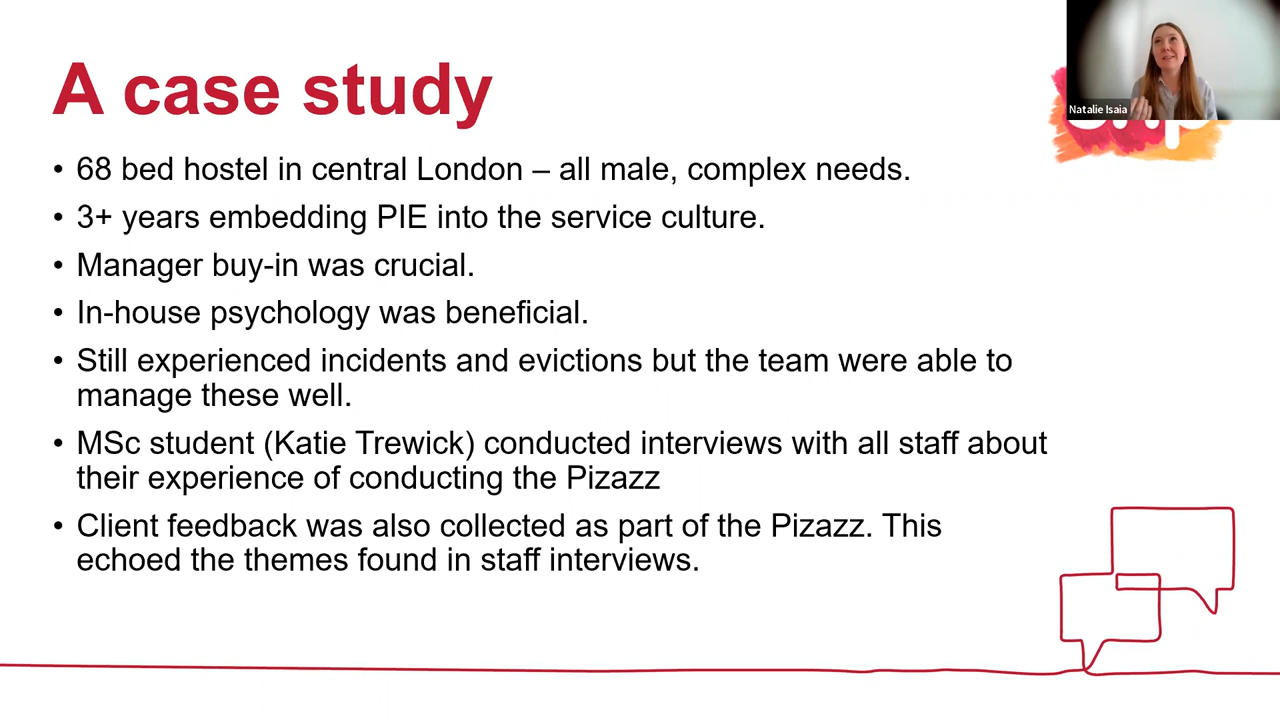 A case study
Natalie Isaia
• 68 bed hostel in central London – all male, complex needs.
• 3+ years embedding PIE into the service culture.
• Manager buy-in was crucial.
• In-house psychology was beneficial.
• Still experienced incidents and evictions but the team were able to
manage these well.
• MSc student (Katie Trewick) conducted interviews with all staff about
their experience of conducting the Pizazz
• Client feedback was also collected as part of the Pizazz. This
echoed the themes found in staff interviews.